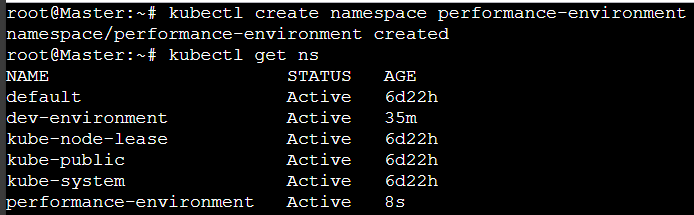 root@Master:~# kubectl create namespace performance-environment
namespace/performance-environment created
root@Master:~# kubectl get ns
NAME                      STATUS   AGE
default                   Active   6d22h
dev-environment           Active   35m
kube-node-lease           Active   6d22h
kube-public               Active   6d22h
kube-system               Active   6d22h
performance-environment   Active   8s